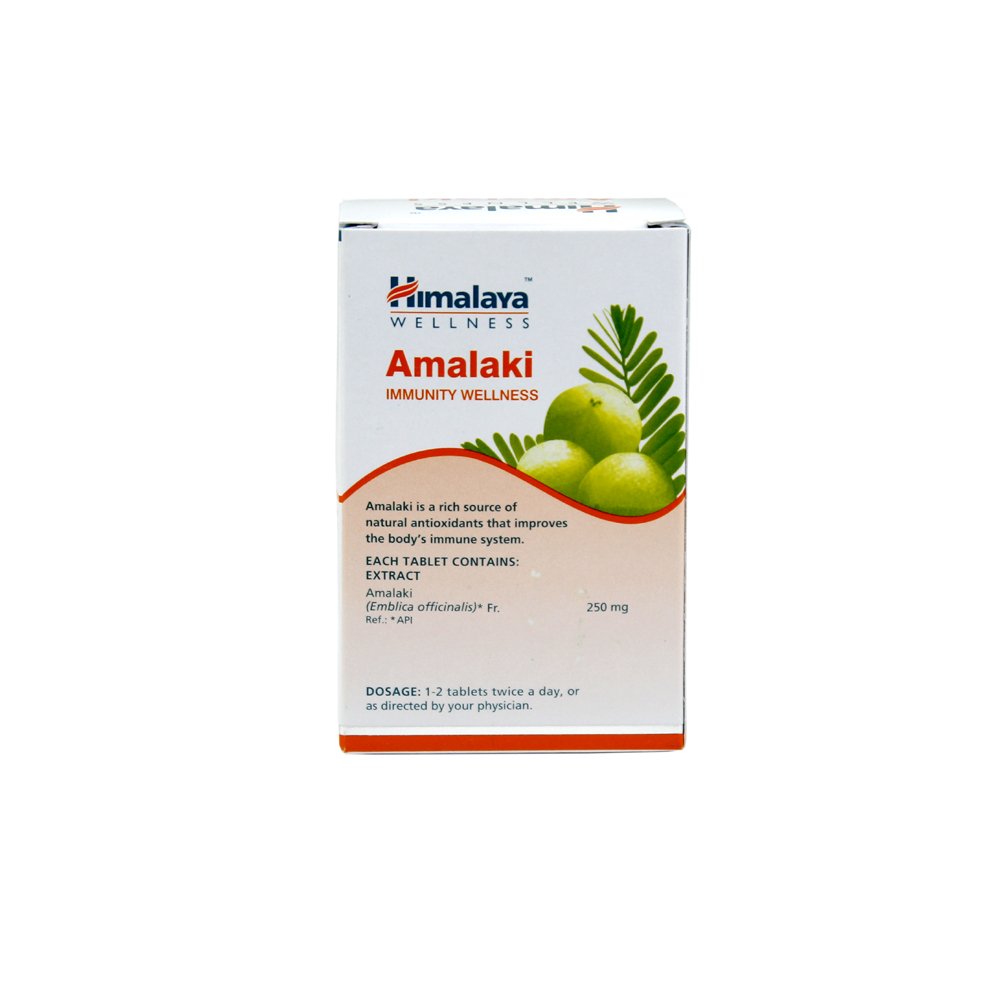 Himalaya
WELLNESS
Himalaya™
WELLNESS
Amalaki
IMMUNITY WELLNESS
Amalaki is a rich source of
natural antioxidants that improves
the body's immune system.
EACH TABLET CONTAINS:
EXTRACT
Amalaki
(Emblica officinalis)* Fr. 250 mg
Ref.: * API
DOSAGE: 1-2 tablets twice a day, or
as directed by your physician.